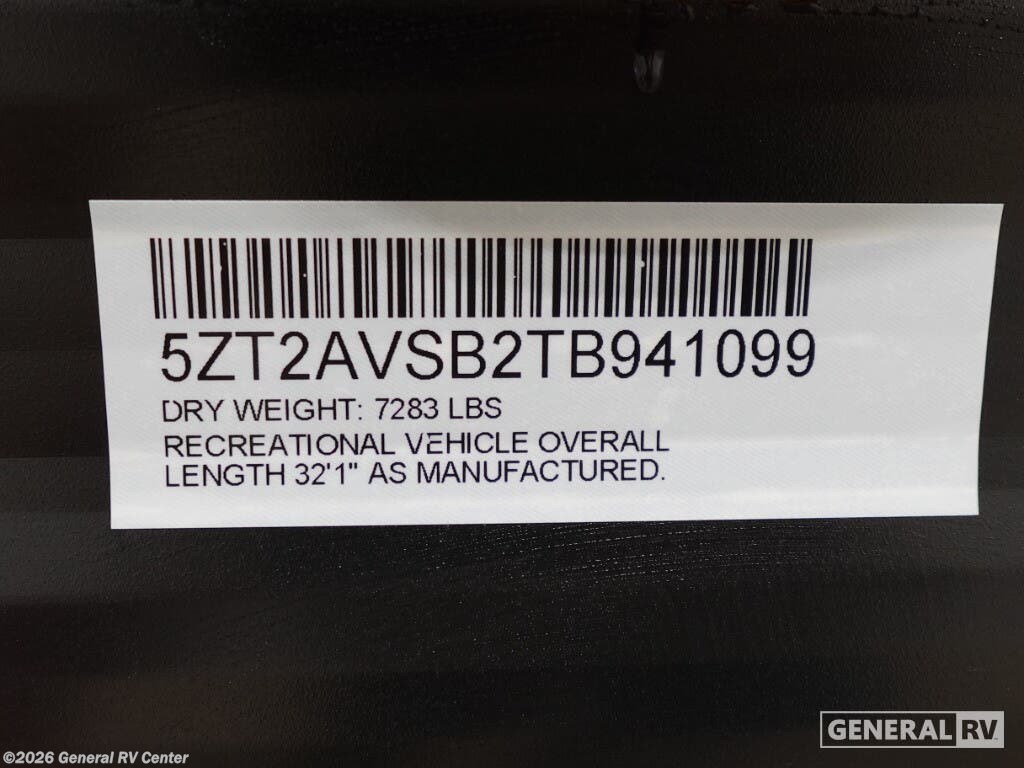 5ZT2AVSB2TB941099
DRY WEIGHT: 7283 LBS
RECREATIONAL VEHICLE OVERALL
LENGTH 32'1" AS MANUFACTURED.
GENERAL RV
©2026 General RV Center